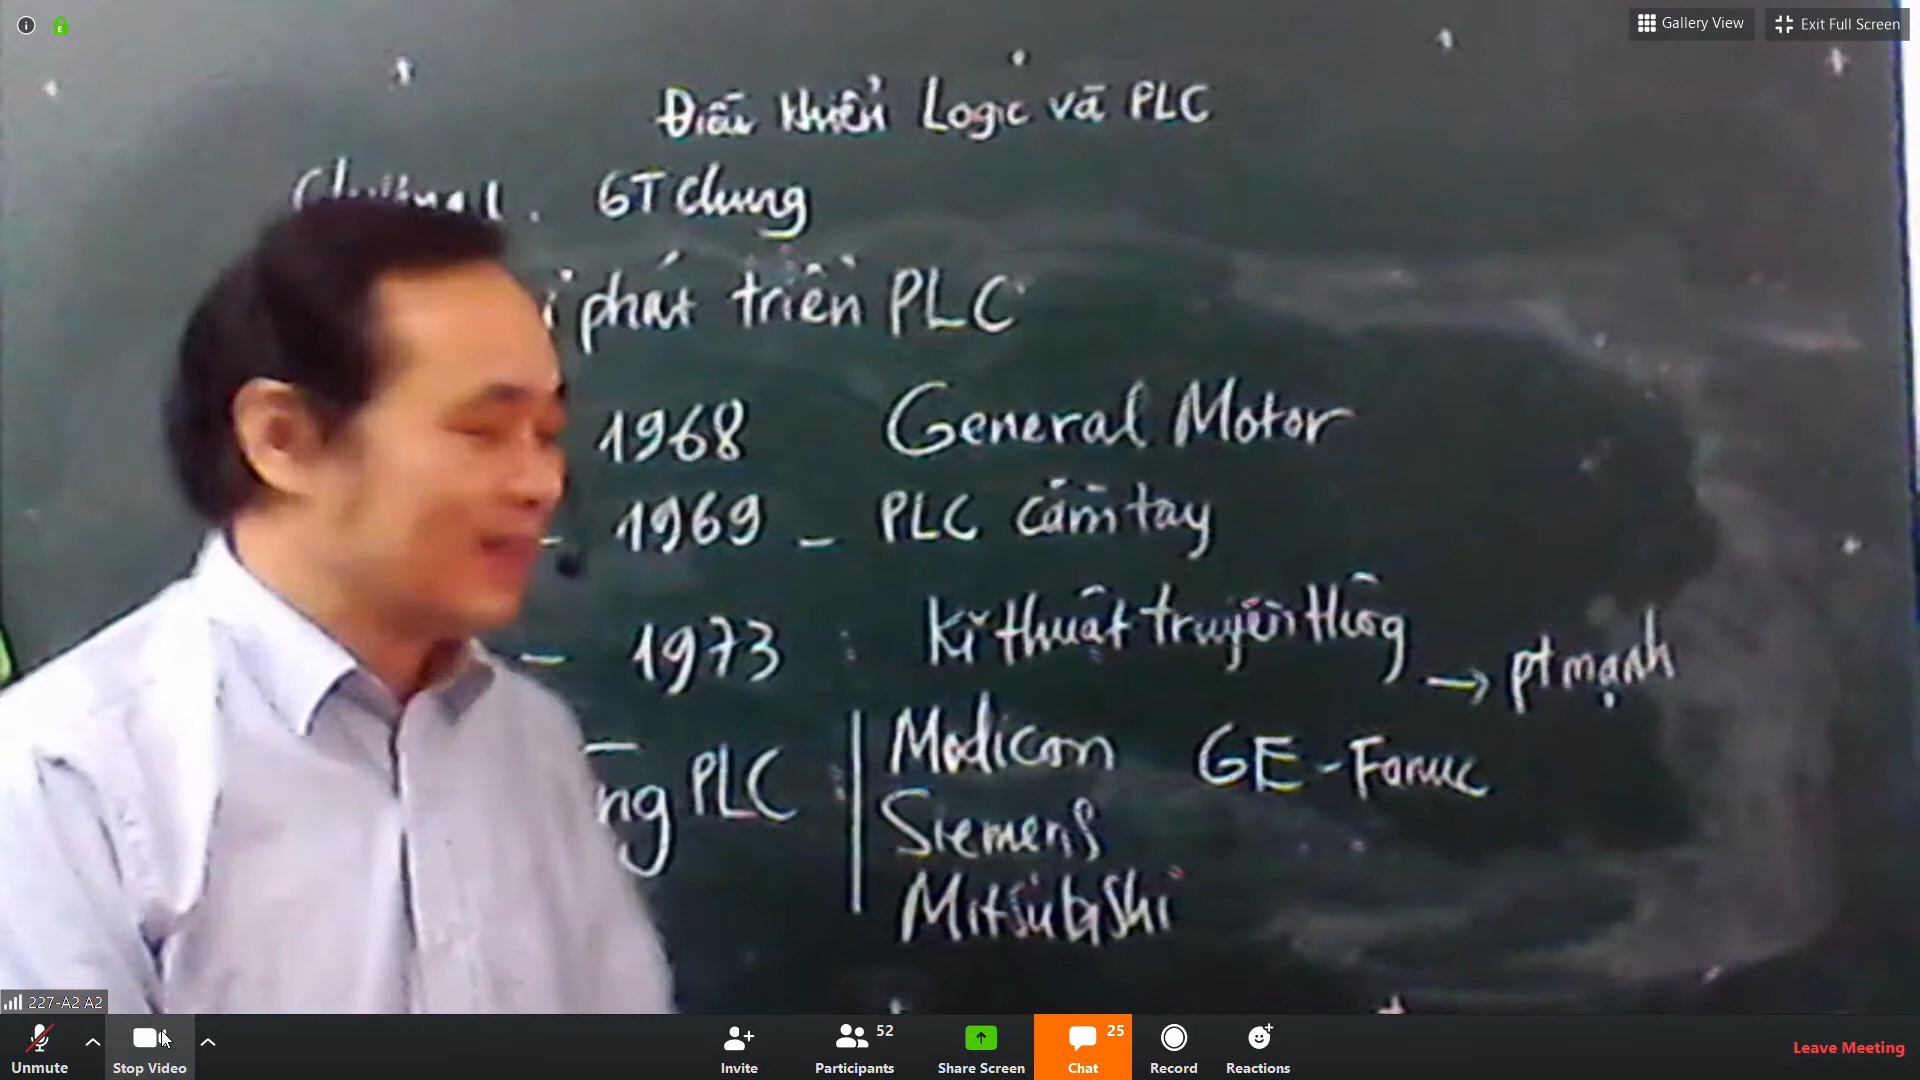 Gallery View
Exit Full Screen
Điều khiển Logic và PLC
Chương 1. GT chung
phát triển PLC
1968 General Motor
- 1969 - PLC cầm tay
- 1973 : Kĩ thuật truyền thông → pt mạnh
PLC Modicon GE-Fanuc
Siemens
Mitsubishi
227-A2 A2
Unmute
Stop Video
Invite
52
Participants
Share Screen
25
Chat
Record
Reactions
Leave Meeting